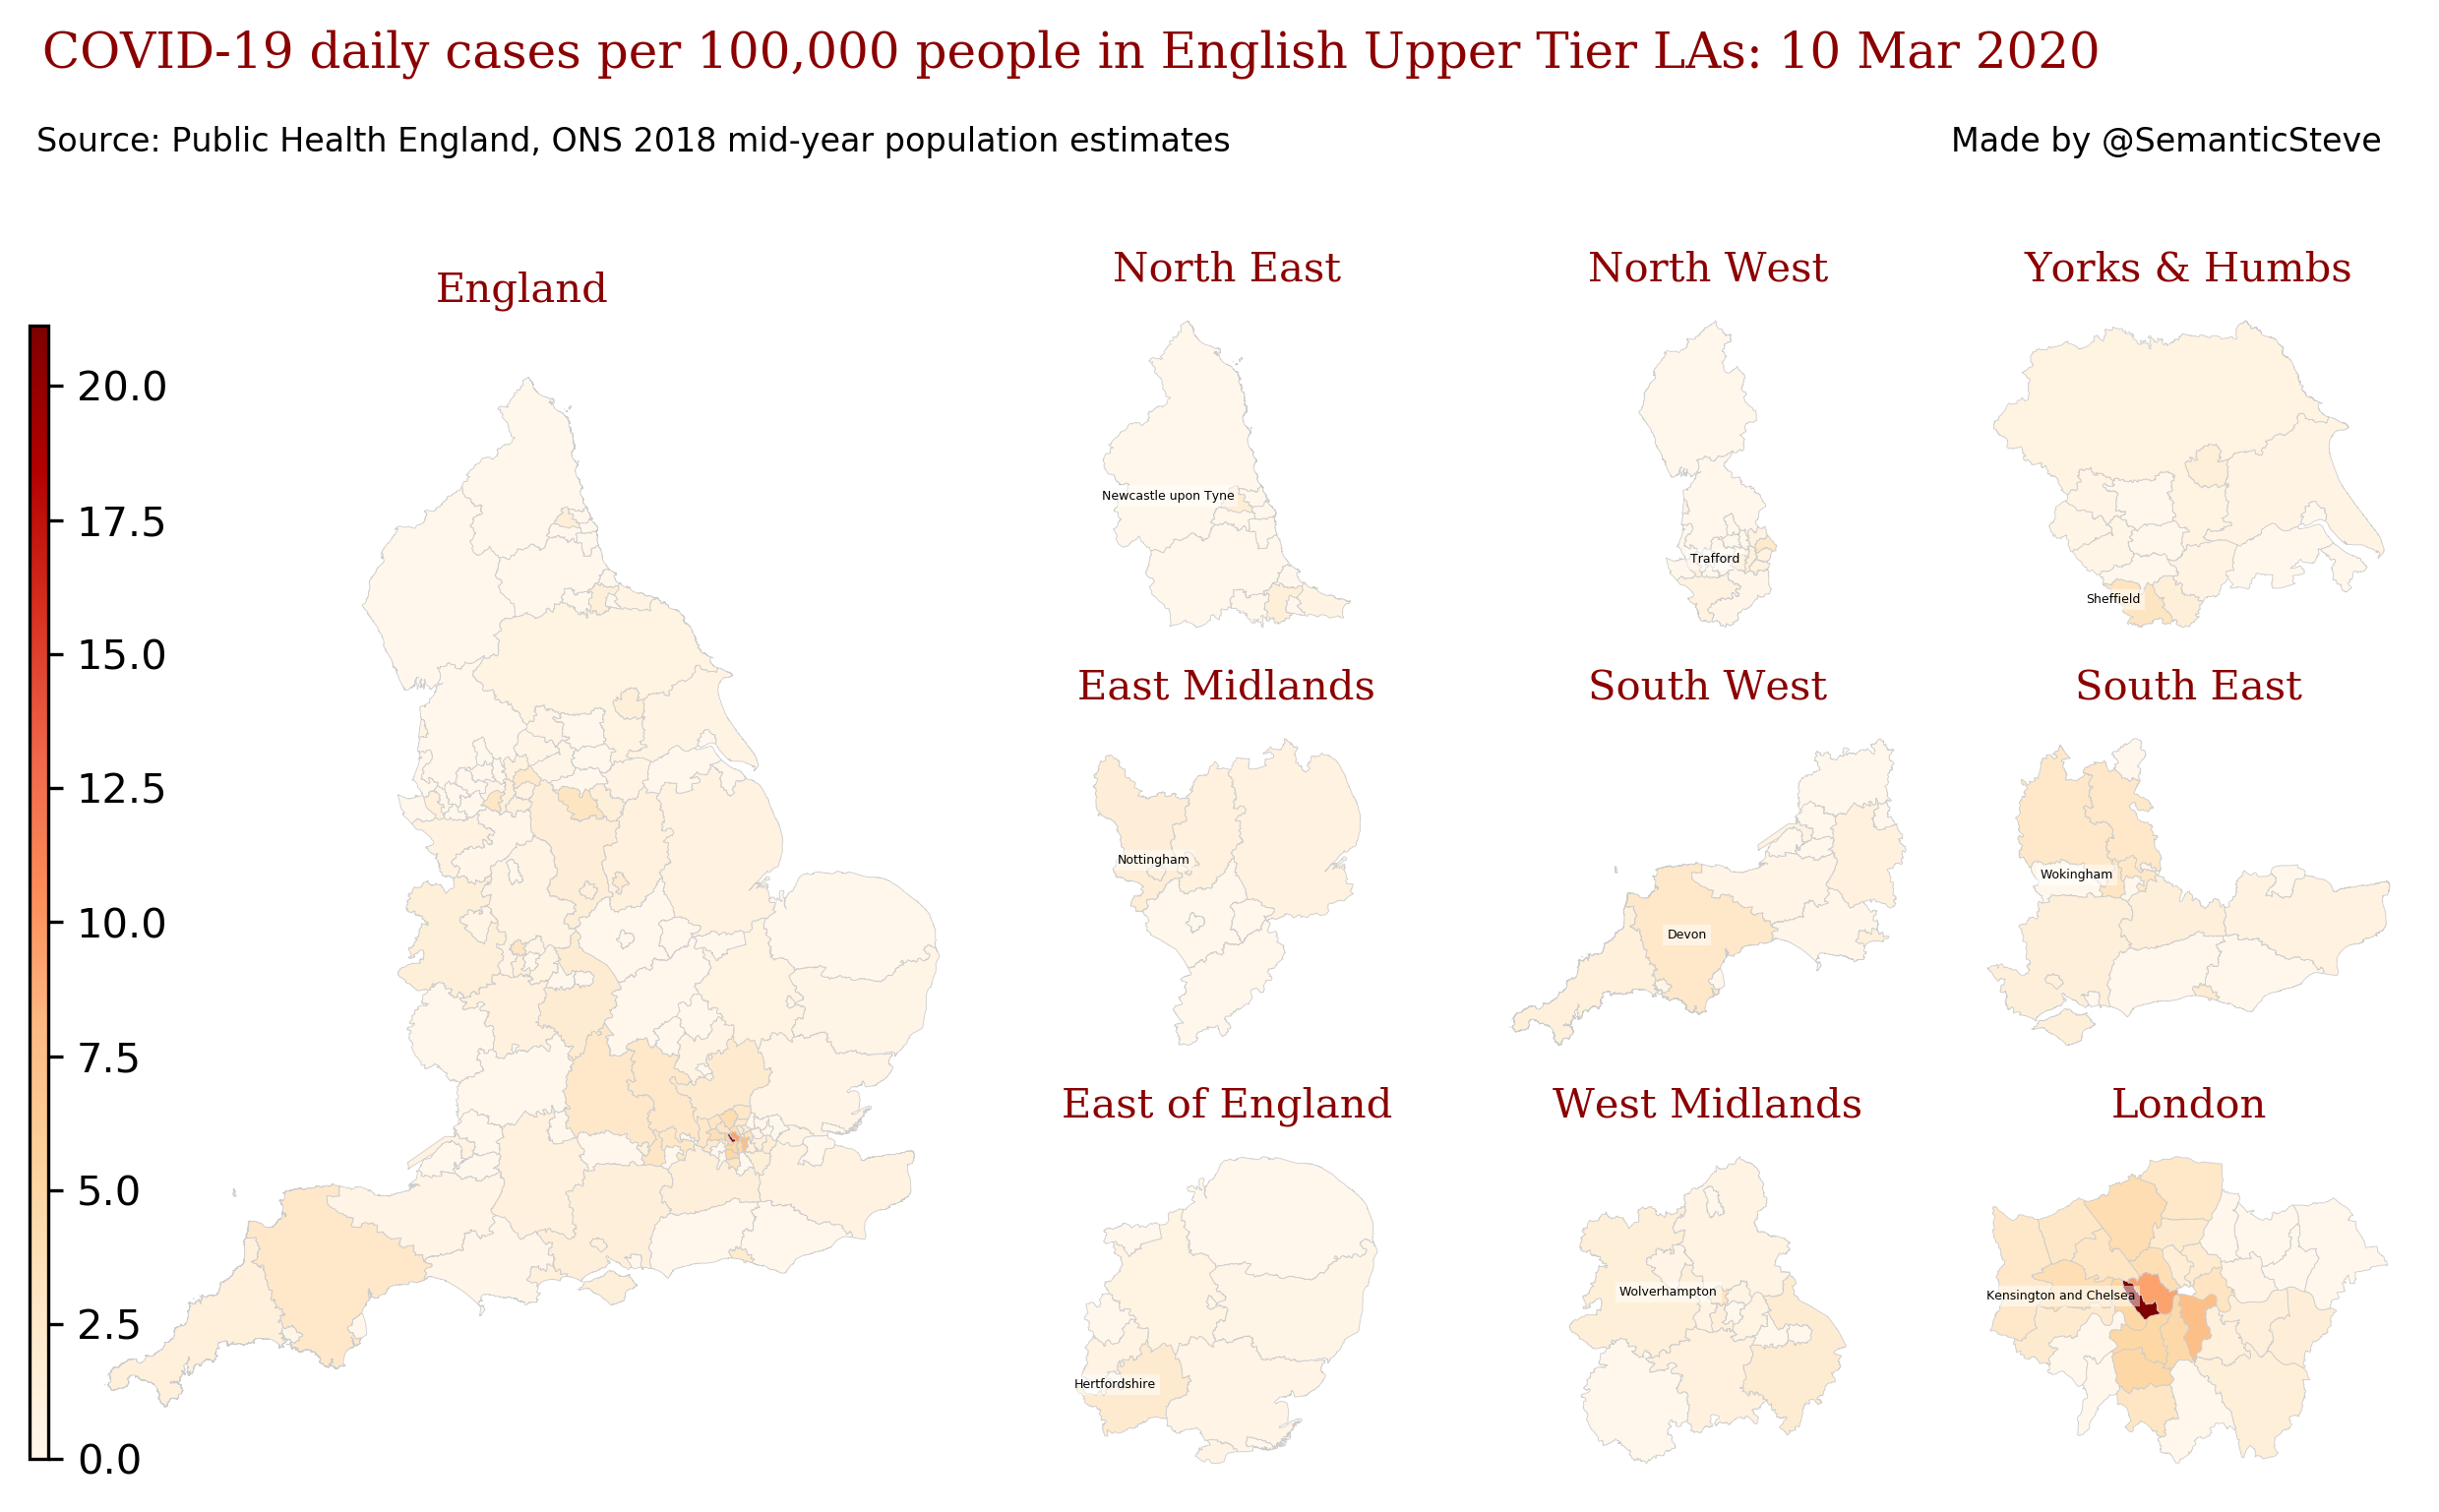 COVID-19 daily cases per 100,000 people in English Upper Tier LAs: 10 Mar 2020
Source: Public Health England, ONS 2018 mid-year population estimates
Made by @SemanticSteve
England
20.0
17.5
15.0
12.5
10.0
7.5
5.0
2.5
0.0
North East
Newcastle upon Tyne
North West
Trafford
Yorks & Humbs
Sheffield
East Midlands
Nottingham
South West
Devon
South East
Wokingham
East of England
Hertfordshire
West Midlands
Wolverhampton
London
Kensington and Chelsea